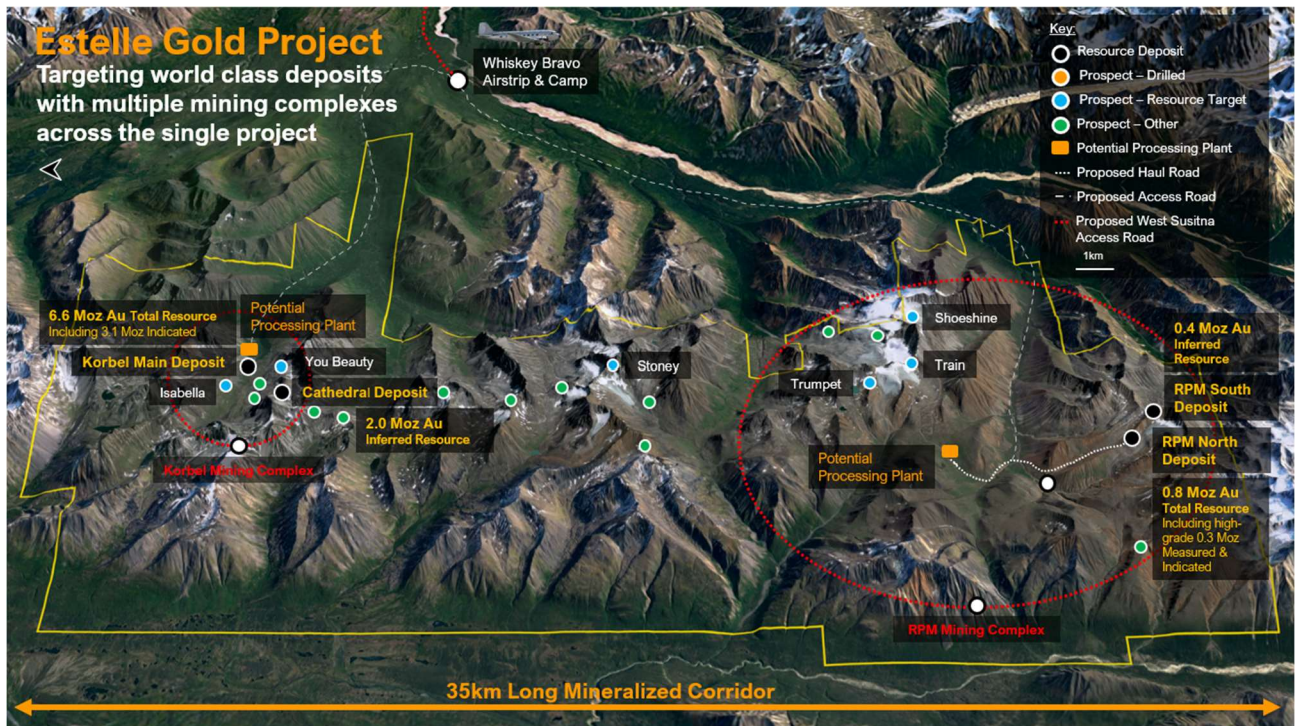 Estelle Gold Project
Targeting world class deposits
with multiple mining complexes
across the single project
Whiskey Bravo
Airstrip & Camp
Key:
Resource Deposit
Prospect – Drilled
Prospect – Resource Target
Prospect – Other
Potential Processing Plant
Proposed Haul Road
Proposed Access Road
Proposed West Susitna
Access Road
1km
6.6 Moz Au Total Resource
Including 3.1 Moz Indicated
Potential
Processing Plant
Korbel Main Deposit
You Beauty
Isabella
Cathedral Deposit
2.0 Moz Au
Inferred Resource
Korbel Mining Complex
Stoney
Shoeshine
Train
Trumpet
0.4 Moz Au
Inferred
Resource
RPM South
Deposit
RPM North
Deposit
Potential
Processing Plant
0.8 Moz Au
Total Resource
Including high-
grade 0.3 Moz
Measured &
Indicated
RPM Mining Complex
35km Long Mineralized Corridor